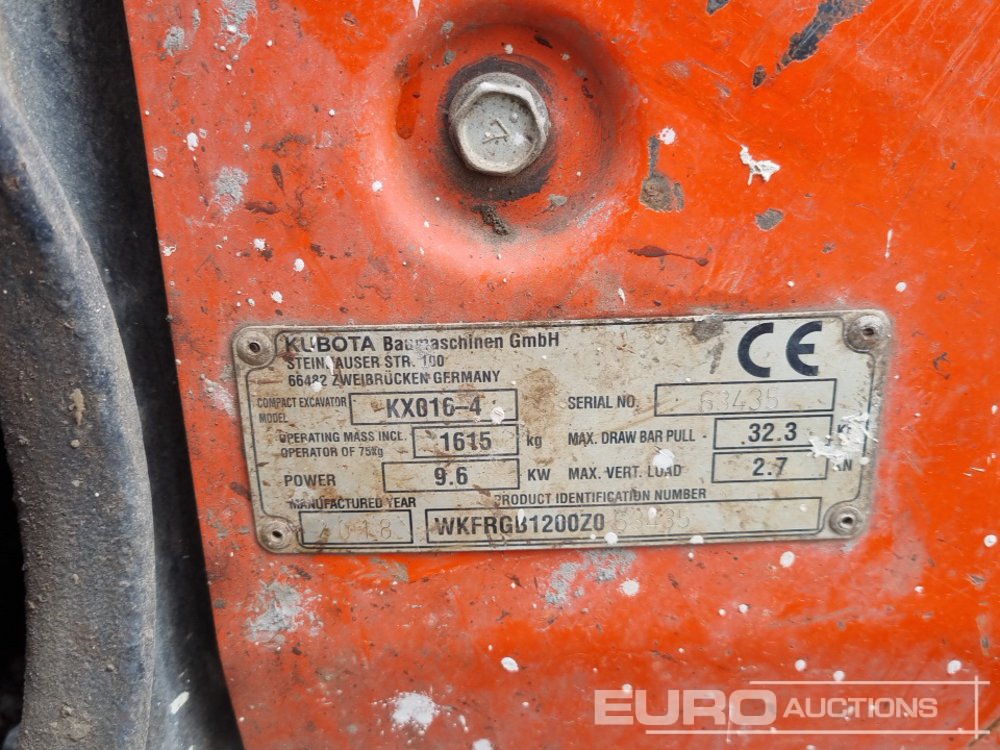 KUBOTA Baumaschinen GmbH
STEINHAUSER STR. 100
66482 ZWEIBRÜCKEN GERMANY
CE
COMPACT EXCAVATOR MODEL KX016-4
SERIAL NO. 63435
OPERATING MASS INCL. OPERATOR OF 75kg 1615 kg
MAX. DRAW BAR PULL 32.3
POWER 9.6 KW
MAX. VERT. LOAD 2.7 KN
MANUFACTURED YEAR 2018
PRODUCT IDENTIFICATION NUMBER
WKFRGB1200Z063435
EURO AUCTIONS